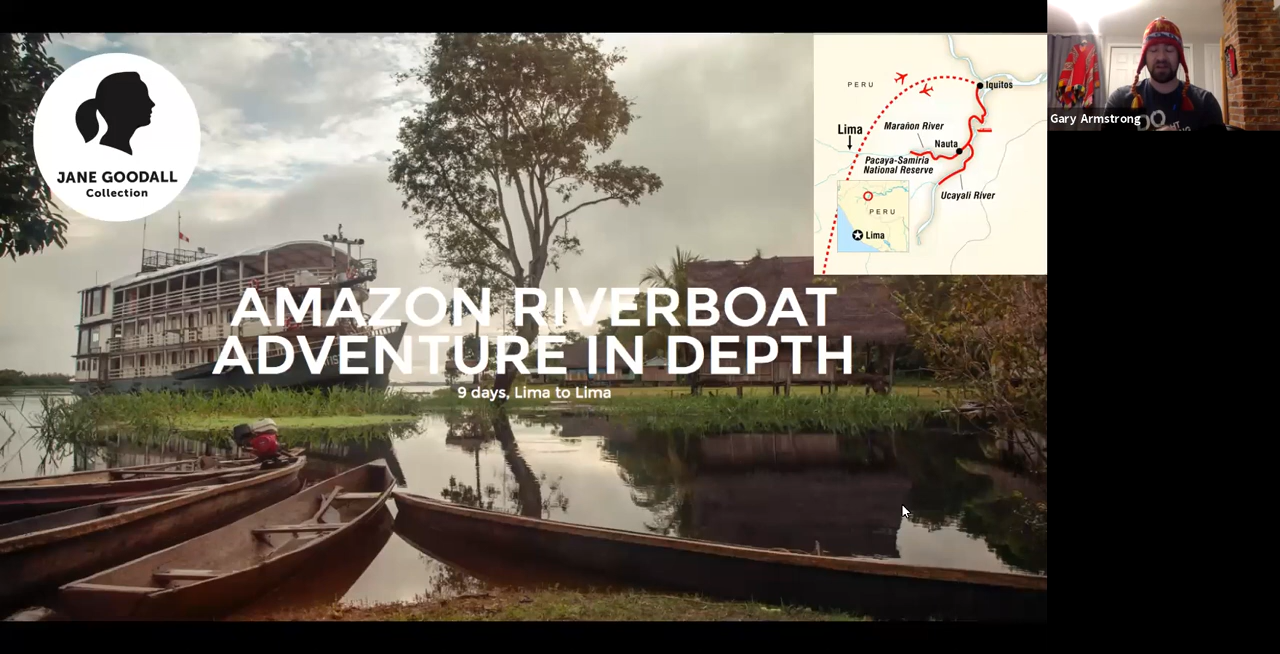 JANE GOODALL
Collection
AMAZON RIVERBOAT
ADVENTURE IN DEPTH
9 days, Lima to Lima
PERU
Iquitos
Lima
Marañon River
Nauta
Pacaya-Samiria
National Reserve
Ucayali River
PERU
Lima
Gary Armstrong
DO